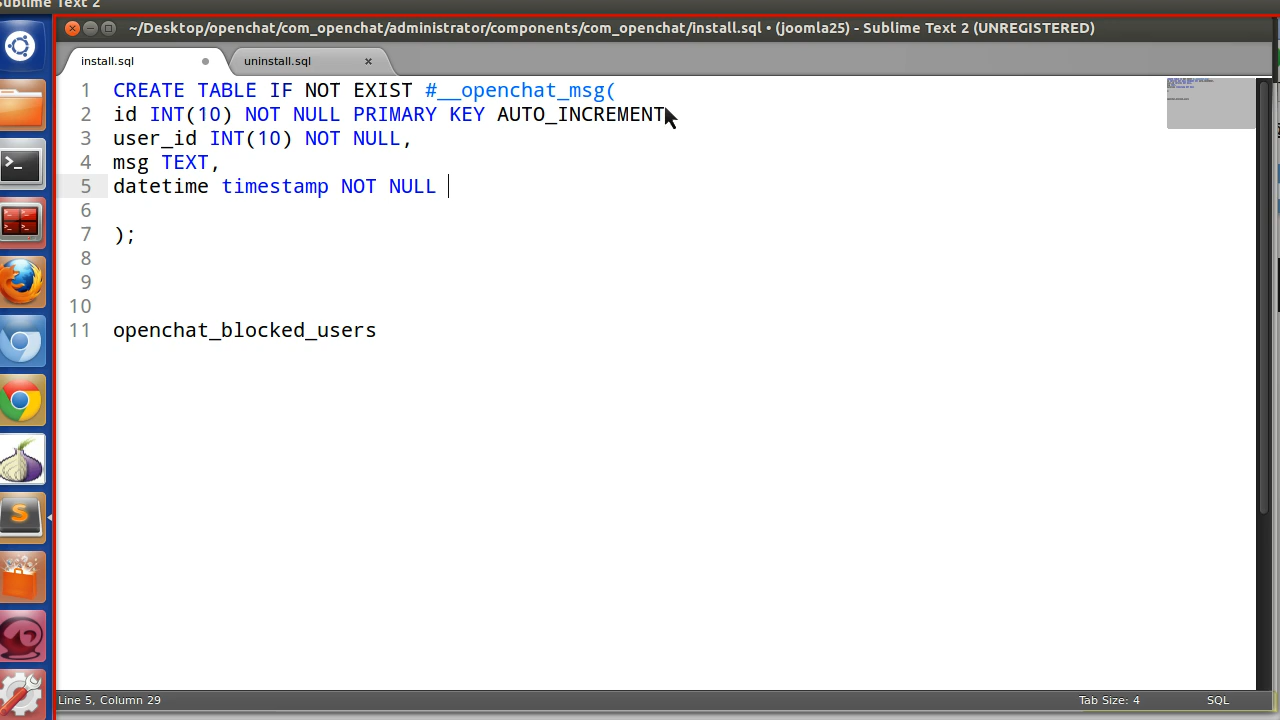 Sublime Text 2
~/Desktop/openchat/com_openchat/administrator/components/com_openchat/install.sql • (joomla25) - Sublime Text 2 (UNREGISTERED)
install.sql uninstall.sql
1 CREATE TABLE IF NOT EXIST #__openchat_msg(
2 id INT(10) NOT NULL PRIMARY KEY AUTO_INCREMENT
3 user_id INT(10) NOT NULL,
4 msg TEXT,
5 datetime timestamp NOT NULL
6
7 );
8
9
10
11 openchat_blocked_users
Line 5, Column 29 Tab Size: 4 SQL